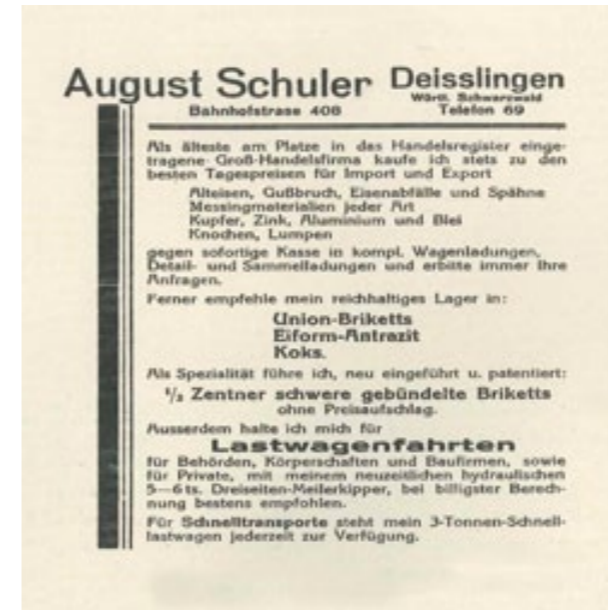 August Schuler Deisslingen
Bahnhofstrase 408 Württ. Schwarzwald
Telefon 69
Als älteste am Platze in das Handelsregister einge-
tragene Groß-Handelsfirma kaufe ich stets zu den
besten Tagespreisen für Import und Export
Alteisen, Gußbruch, Eisenabfälle und Spähne
Messingmaterialien jeder Art
Kupfer, Zink, Aluminium und Blei
Knochen, Lumpen
gegen sofortige Kasse in kompl. Wagenladungen,
Detail- und Sammelladungen und erbitte immer Ihre
Anfragen.
Ferner empfehle mein reichhaltiges Lager in:
Union-Briketts
Eiform-Antrazit
Koks.
Als Spezialität führe ich, neu eingeführt u. patentiert:
Zentner schwere gebündelte Briketts
ohne Preisaufschlag.
Ausserdem halte ich mich für
Lastwagenfahrten
für Behörden, Körperschaften und Baufirmen, sowie
für Private, mit meinem neuzeitlichen hydraulischen
5—6 ts. Dreiseiten-Meilerkipper, bei billigster Berech-
nung bestens empfohlen.
Für Schnelltransporte steht mein 3-Tonnen-Schnell-
lastwagen jederzeit zur Verfügung.